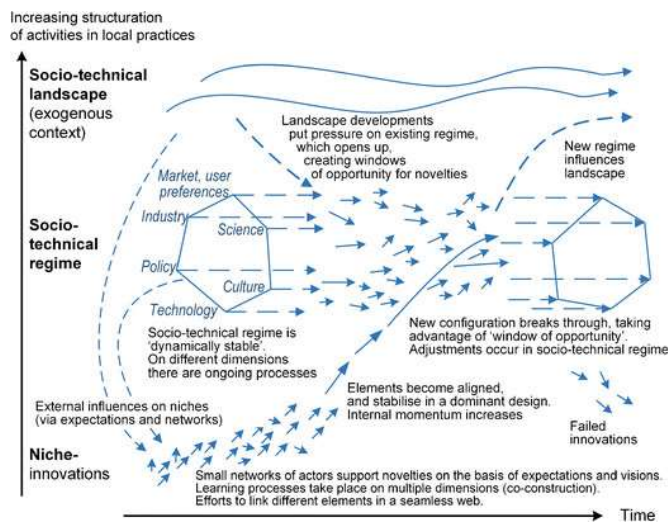 Increasing structuration
of activities in local practices
Socio-technical
landscape
(exogenous
context)
Landscape developments
put pressure on existing regime,
which opens up,
creating windows
of opportunity for novelties
New regime
influences
landscape
Market, user
preferences
Industry
Science
Socio-
technical
regime
Policy
Culture
Technology
Socio-technical regime is
'dynamically stable'.
On different dimensions
there are ongoing processes
New configuration breaks through, taking
advantage of 'window of opportunity'.
Adjustments occur in socio-technical regime
Elements become aligned,
and stabilise in a dominant design.
Internal momentum increases
External influences on niches
(via expectations and networks)
Failed
innovations
Niche-
innovations
Small networks of actors support novelties on the basis of expectations and visions.
Learning processes take place on multiple dimensions (co-construction).
Efforts to link different elements in a seamless web.
Time